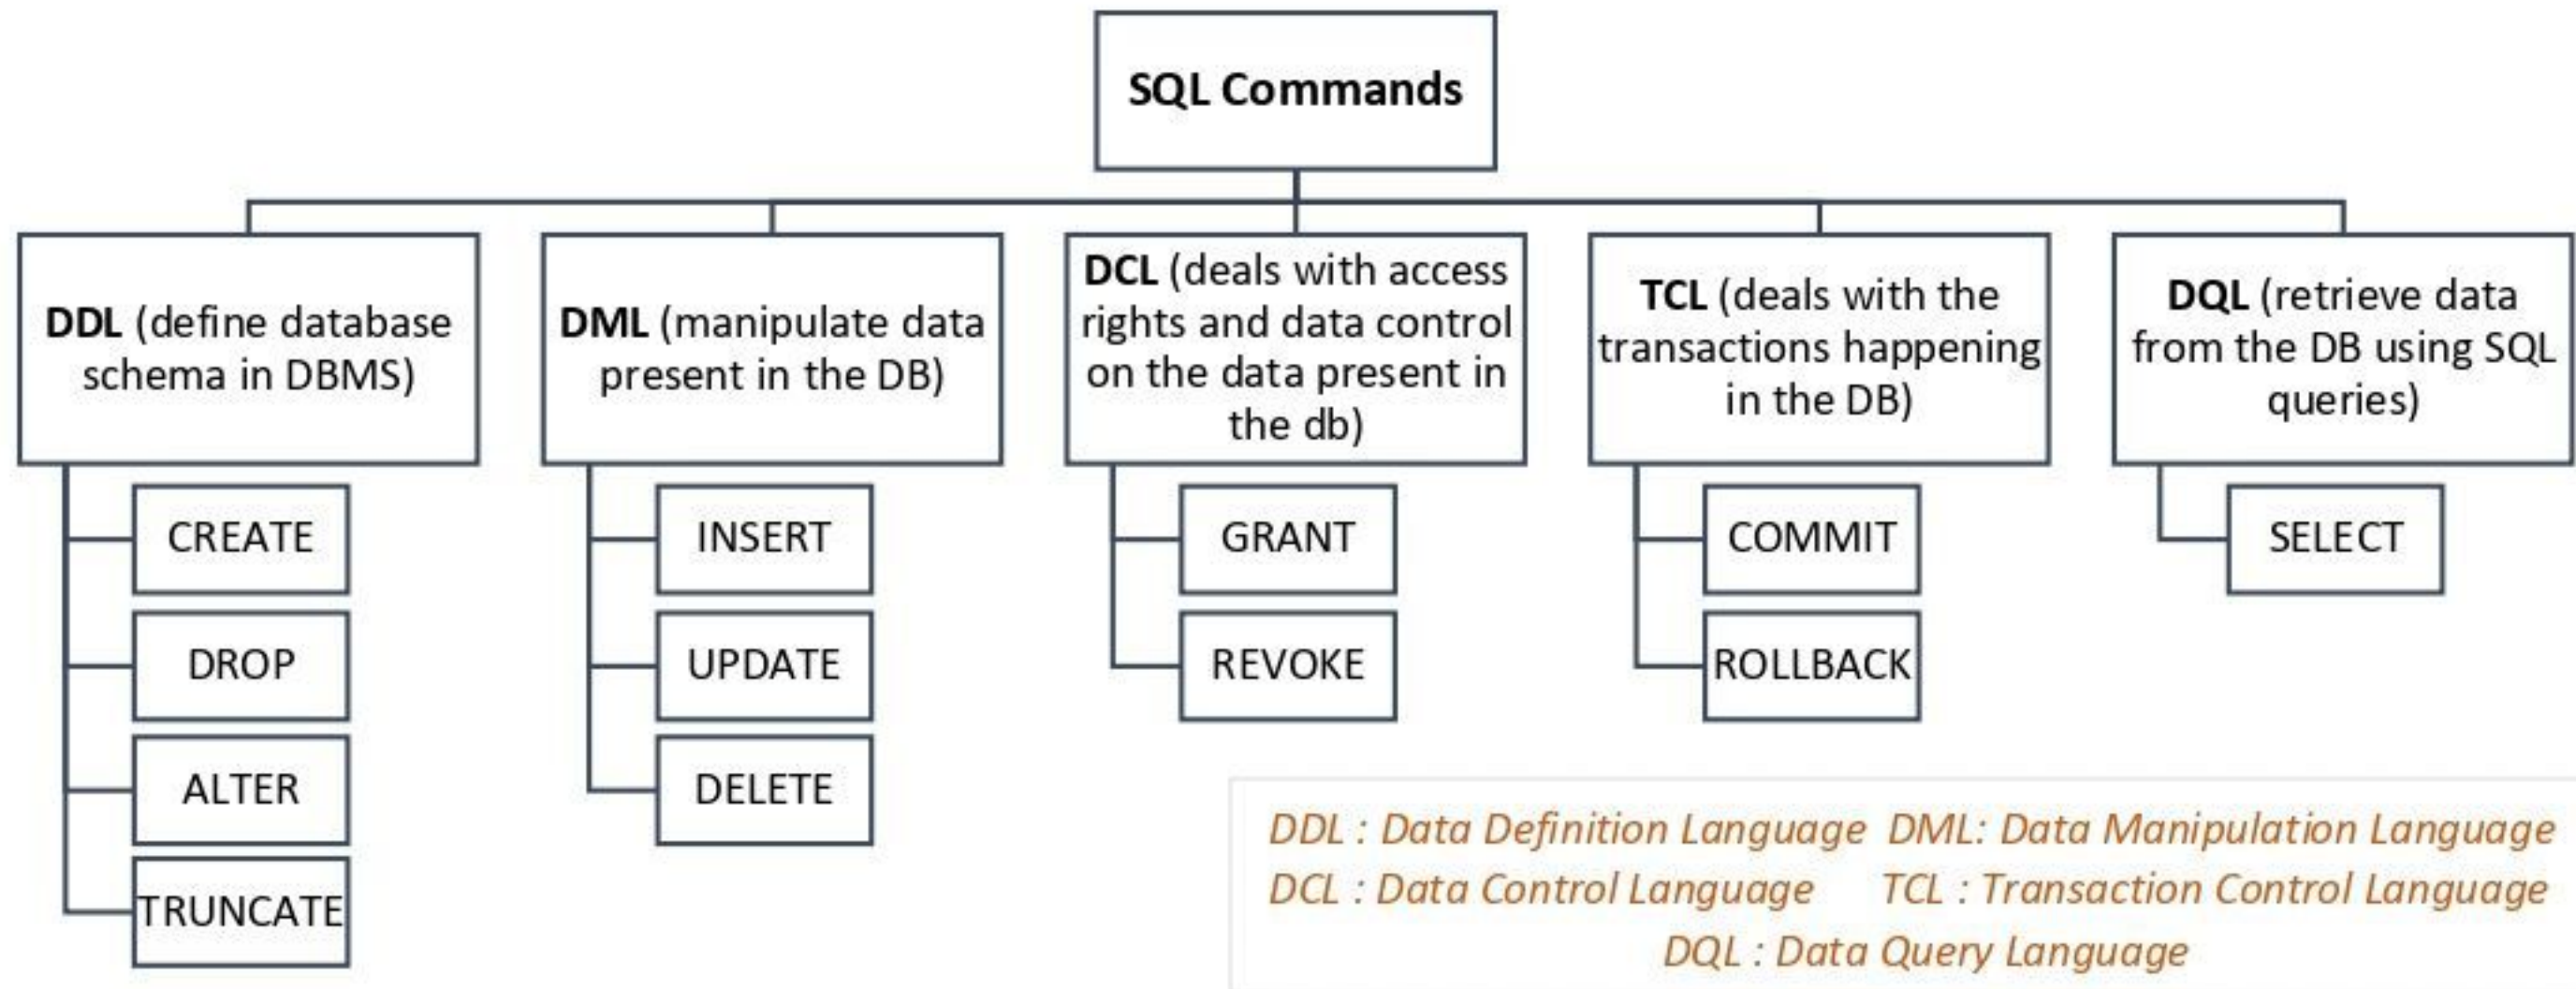 SQL Commands
DDL (define database
schema in DBMS)
CREATE
DROP
ALTER
TRUNCATE
DML (manipulate data
present in the DB)
INSERT
UPDATE
DELETE
DCL (deals with access
rights and data control
on the data present in
the db)
GRANT
REVOKE
TCL (deals with the
transactions happening
in the DB)
COMMIT
ROLLBACK
DQL (retrieve data
from the DB using SQL
queries)
SELECT
DDL : Data Definition Language DML: Data Manipulation Language
DCL : Data Control Language TCL : Transaction Control Language
DQL : Data Query Language